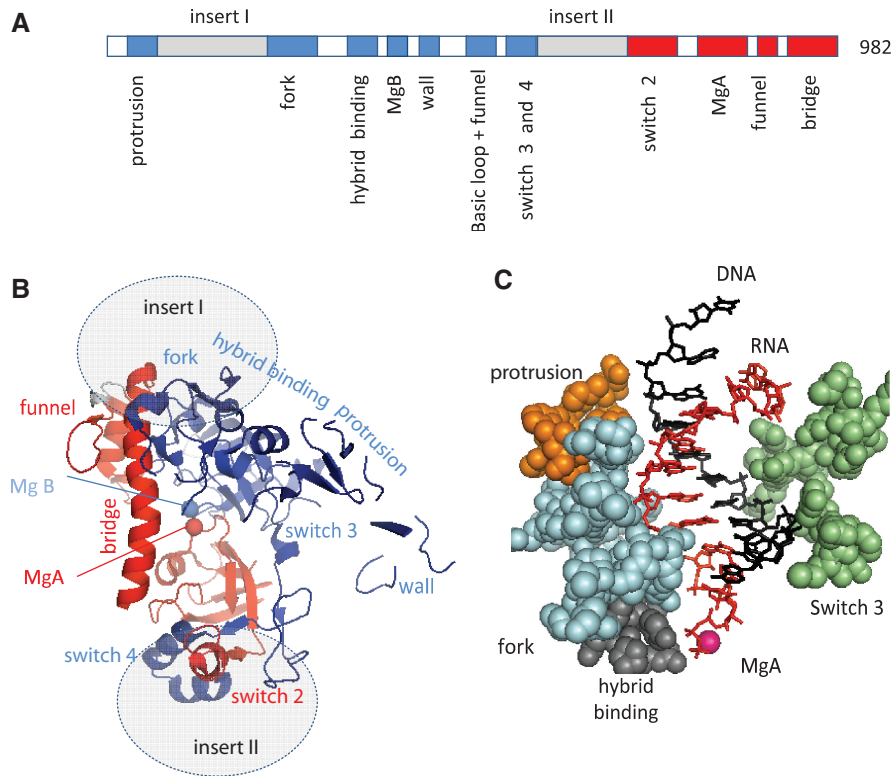 A
insert I
insert II
982
protrusion
fork
hybrid binding
MgB
wall
Basic loop + funnel
switch 3 and 4
switch 2
MgA
funnel
bridge
B
insert I
fork
hybrid binding protrusion
funnel
Mg B
bridge
switch 3
MgA
wall
switch 4
switch 2
insert II
C
DNA
RNA
protrusion
Switch 3
fork
MgA
hybrid
binding